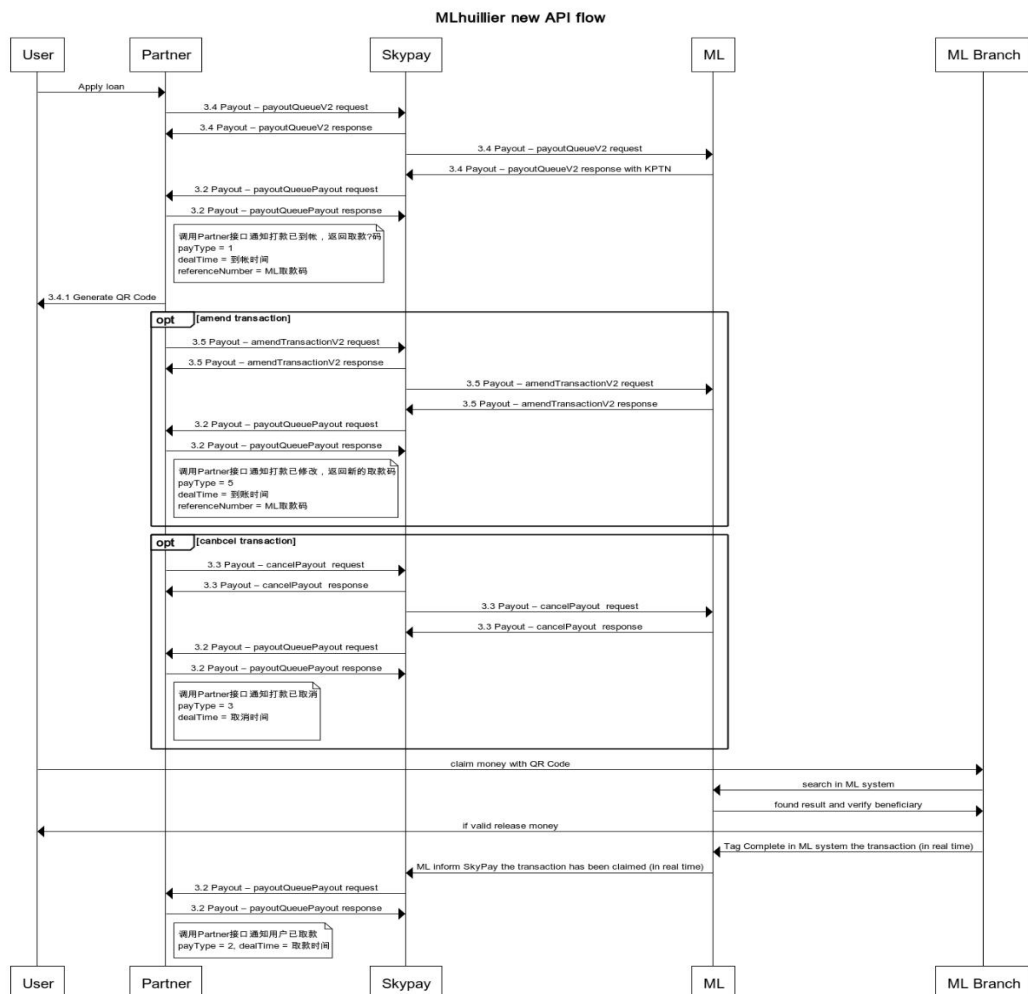 MLhuillier new API flow
User
Partner
Skypay
ML
ML Branch
Apply loan
3.4 Payout – payoutQueueV2 request
3.4 Payout – payoutQueueV2 response
3.4 Payout – payoutQueueV2 request
3.4 Payout – payoutQueueV2 response with KPTN
3.2 Payout – payoutQueuePayout request
3.2 Payout – payoutQueuePayout response
调用Partner接口通知打款已到帐，返回取款?码
payType = 1
dealTime = 到帐时间
referenceNumber = ML取款码
3.4.1 Generate QR Code
opt [amend transaction]
3.5 Payout – amendTransactionV2 request
3.5 Payout – amendTransactionV2 response
3.5 Payout – amendTransactionV2 request
3.5 Payout – amendTransactionV2 response
3.2 Payout – payoutQueuePayout request
3.2 Payout – payoutQueuePayout response
调用Partner接口通知打款已修改，返回新的取款码
payType = 5
dealTime = 到账时间
referenceNumber = ML取款码
opt [canbcel transaction]
3.3 Payout – cancelPayout request
3.3 Payout – cancelPayout response
3.3 Payout – cancelPayout request
3.3 Payout – cancelPayout response
3.2 Payout – payoutQueuePayout request
3.2 Payout – payoutQueuePayout response
调用Partner接口通知打款已取消
payType = 3
dealTime = 取消时间
claim money with QR Code
search in ML system
found result and verify beneficiary
if valid release money
Tag Complete in ML system the transaction (in real time)
ML inform SkyPay the transaction has been claimed (in real time)
3.2 Payout – payoutQueuePayout request
3.2 Payout – payoutQueuePayout response
调用Partner接口通知用户已取款
payType = 2, dealTime = 取款时间
User
Partner
Skypay
ML
ML Branch